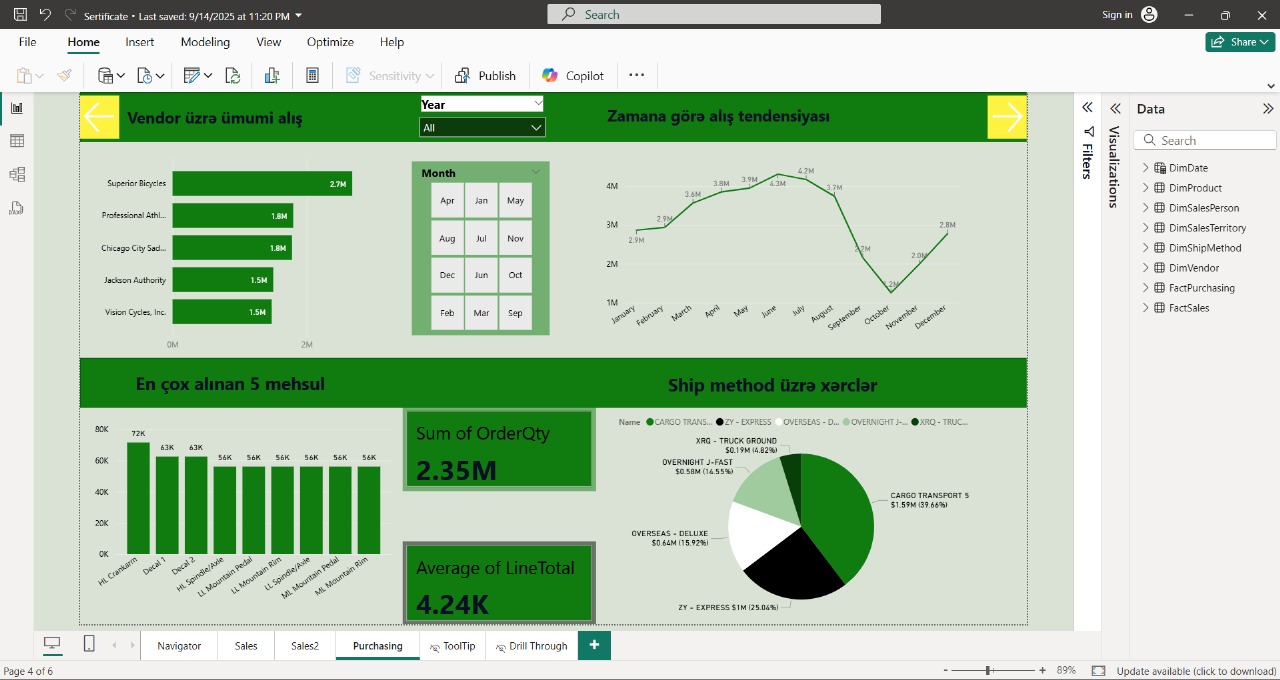 Sertificate • Last saved: 9/14/2025 at 11:20 PM
Search
Sign in
File Home Insert Modeling View Optimize Help
Share
Sensitivity
Publish
Copilot
Vendor üzrə ümumi alış
Year
All
Zamana görə alış tendensiyası
Superior Bicycles 2.7M
Professional Athl... 1.8M
Chicago City Sad... 1.8M
Jackson Authority 1.5M
Vision Cycles, Inc. 1.5M
0M 2M
Month
Apr Jan May
Aug Jul Nov
Dec Jun Oct
Feb Mar Sep
4M
3M
2M
1M
2.9M 2.9M 3.6M 3.8M 3.9M 4.3M 4.2M 3.7M 2.0M 2.8M
January February March April May June July August September October November December
En çox alınan 5 mehsul
Ship method üzrə xərclər
80K
60K
40K
20K
0K
72K 63K 63K 56K 56K 56K 56K 56K 56K
HL Crankarm Decal 1 Decal 2 HL Spindle/Axle LL Mountain Pedal LL Mountain Rim LL Spindle/Axle ML Mountain Pedal ML Mountain Rim
Sum of OrderQty
2.35M
Average of LineTotal
4.24K
Name CARGO TRANS... ZY - EXPRESS OVERSEAS - D... OVERNIGHT J-... XRQ - TRUC...
XRQ - TRUCK GROUND
$0.19M (4.82%)
OVERNIGHT J-FAST
$0.58M (14.55%)
OVERSEAS - DELUXE
$0.64M (15.92%)
CARGO TRANSPORT 5
$1.59M (39.66%)
ZY - EXPRESS $1M (25.04%)
Filters
Visualizations
Data
Search
DimDate
DimProduct
DimSalesPerson
DimSalesTerritory
DimShipMethod
DimVendor
FactPurchasing
FactSales
Navigator Sales Sales2 Purchasing ToolTip Drill Through
Page 4 of 6
89%
Update available (click to download)